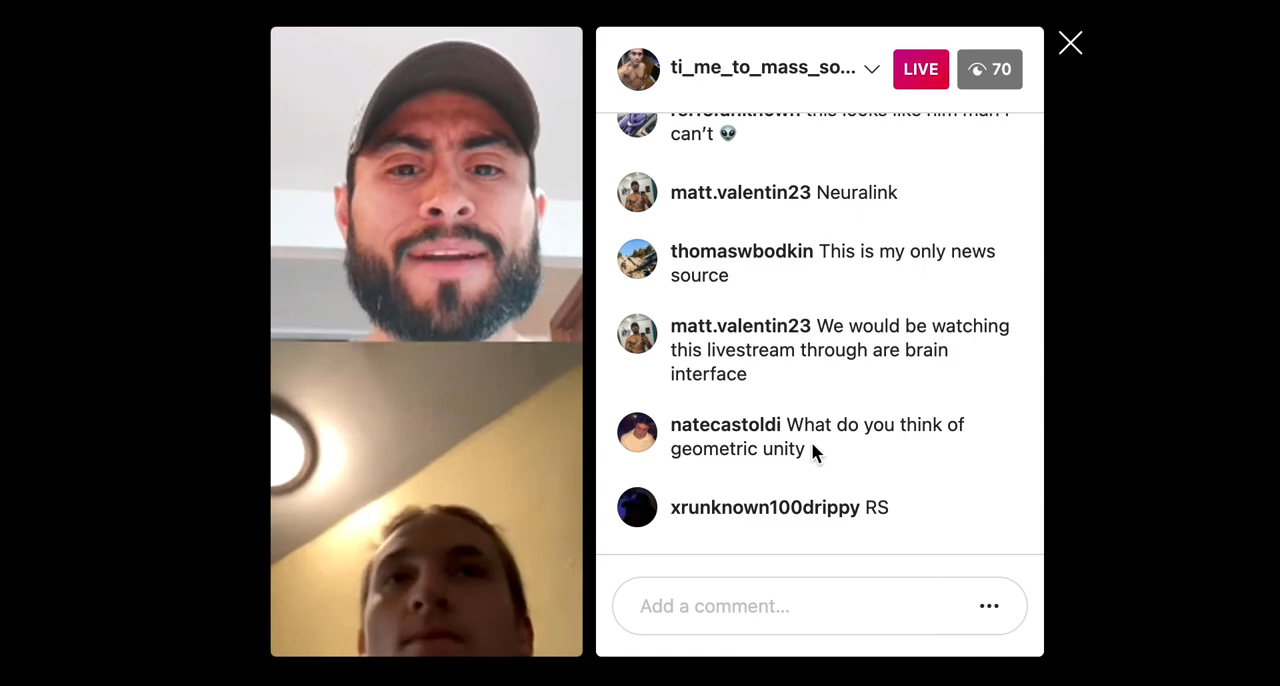 ti_me_to_mass_so...
LIVE
70
can't 👽
matt.valentin23 Neuralink
thomaswbodkin This is my only news
source
matt.valentin23 We would be watching
this livestream through are brain
interface
natecastoldi What do you think of
geometric unity
xrunknown100drippy RS
Add a comment...